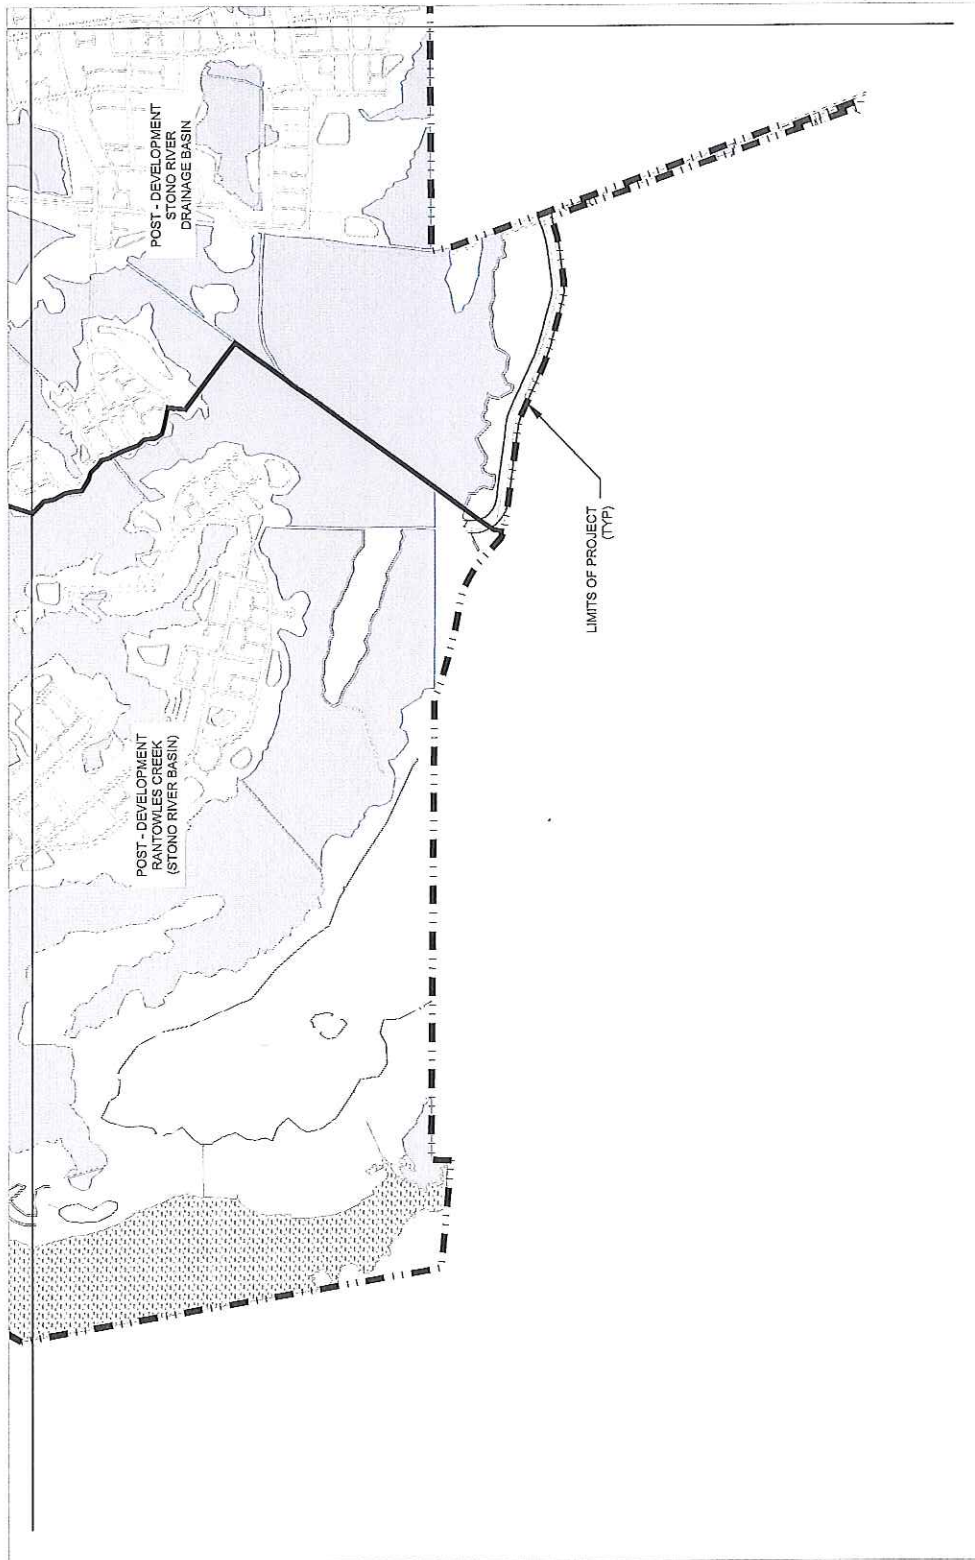 POST - DEVELOPMENT
STONO RIVER
DRAINAGE BASIN
POST - DEVELOPMENT
RANTOWLES CREEK
(STONO RIVER BASIN)
LIMITS OF PROJECT
(TYP)